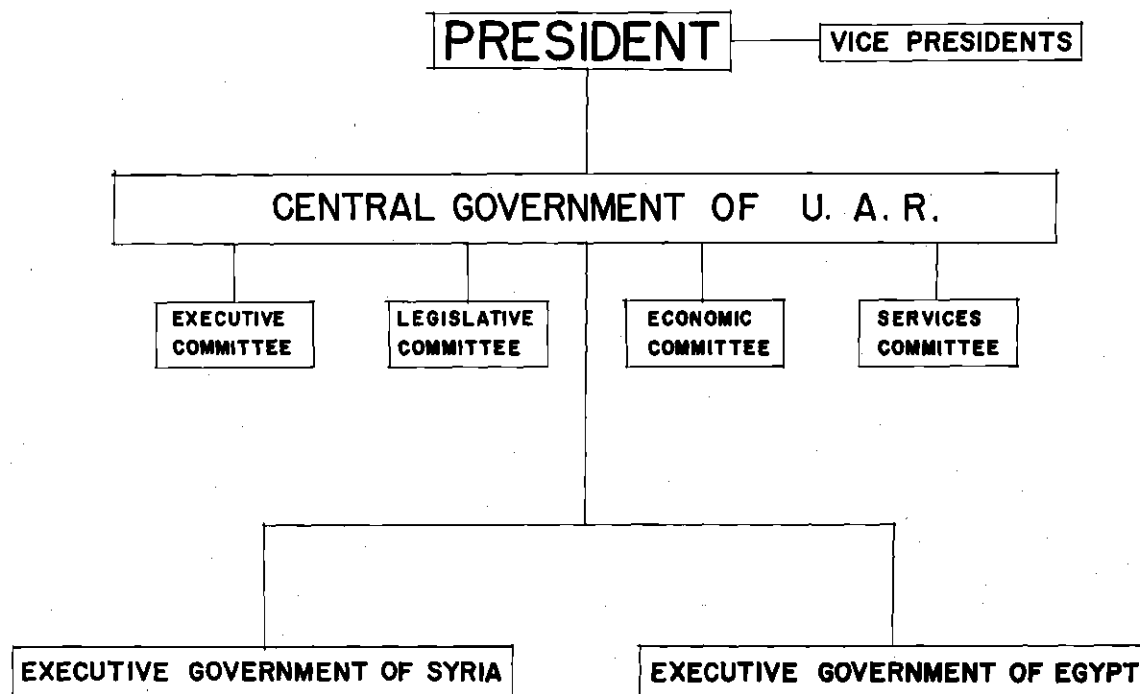 PRESIDENT
VICE PRESIDENTS
CENTRAL GOVERNMENT OF U. A. R.
EXECUTIVE
COMMITTEE
LEGISLATIVE
COMMITTEE
ECONOMIC
COMMITTEE
SERVICES
COMMITTEE
EXECUTIVE GOVERNMENT OF SYRIA
EXECUTIVE GOVERNMENT OF EGYPT